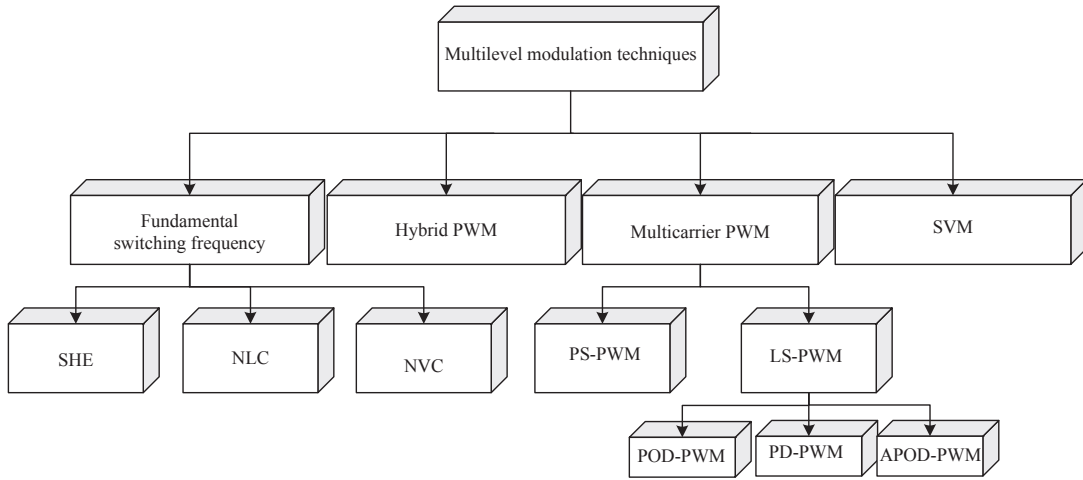 Multilevel modulation techniques
Fundamental
switching frequency
Hybrid PWM
Multicarrier PWM
SVM
SHE
NLC
NVC
PS-PWM
LS-PWM
POD-PWM
PD-PWM
APOD-PWM